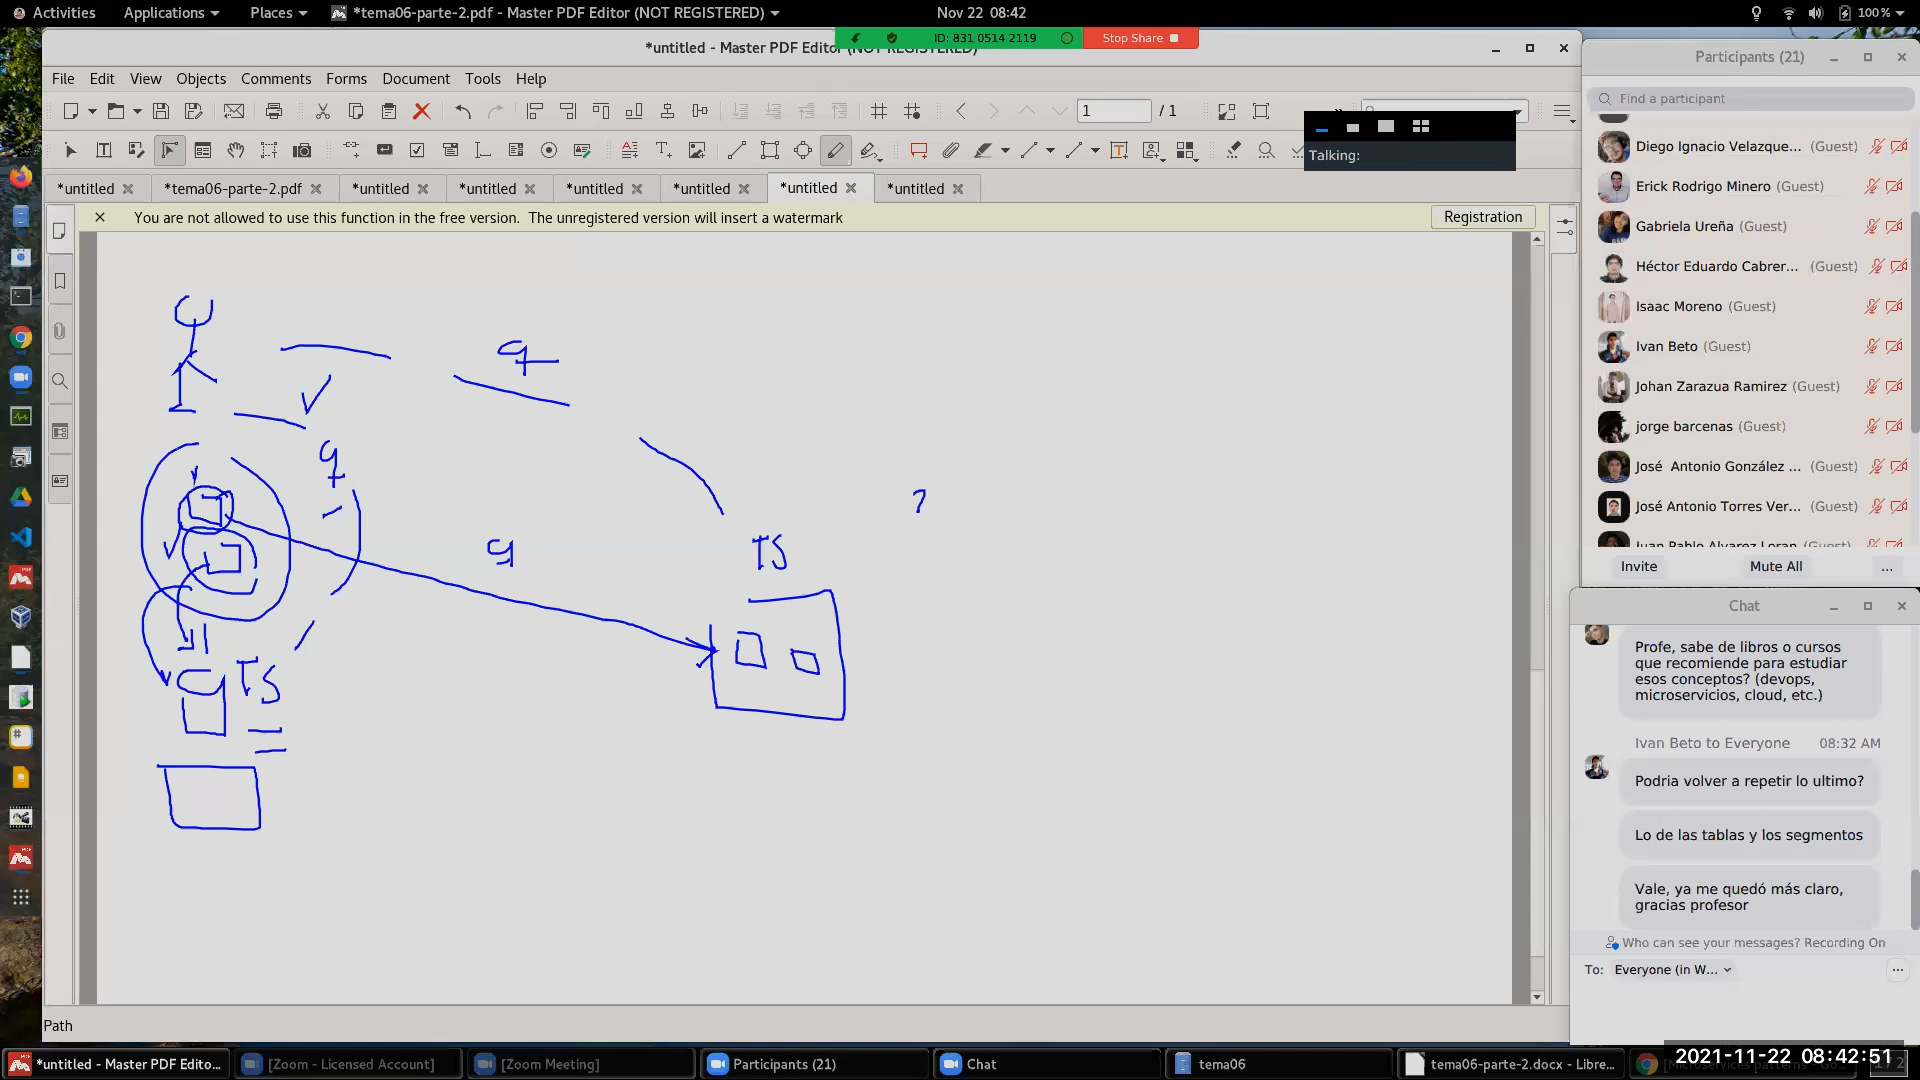 Activities
Applications
Places
*tema06-parte-2.pdf - Master PDF Editor (NOT REGISTERED)
Nov 22 08:42
100%
*untitled - Master PDF Editor (NOT REGISTERED)
ID: 831 0514 2119
Stop Share
File Edit View Objects Comments Forms Document Tools Help
1 / 1
Talking:
*untitled
*tema06-parte-2.pdf
*untitled
*untitled
*untitled
*untitled
*untitled
*untitled
You are not allowed to use this function in the free version. The unregistered version will insert a watermark
Registration
q
q
q
TS
?
TS
Path
Participants (21)
Find a participant
Diego Ignacio Velazque... (Guest)
Erick Rodrigo Minero (Guest)
Gabriela Ureña (Guest)
Héctor Eduardo Cabrer... (Guest)
Isaac Moreno (Guest)
Ivan Beto (Guest)
Johan Zarazua Ramirez (Guest)
jorge barcenas (Guest)
José Antonio González ... (Guest)
José Antonio Torres Ver... (Guest)
Juan Pablo Alvarez Loran (Guest)
Invite
Mute All
...
Chat
Profe, sabe de libros o cursos
que recomiende para estudiar
esos conceptos? (devops,
microservicios, cloud, etc.)
Ivan Beto to Everyone 08:32 AM
Podria volver a repetir lo ultimo?
Lo de las tablas y los segmentos
Vale, ya me quedó más claro,
gracias profesor
Who can see your messages? Recording On
To: Everyone (in W...
*untitled - Master PDF Edito...
[Zoom - Licensed Account]
[Zoom Meeting]
Participants (21)
Chat
tema06
tema06-parte-2.docx - Libre...
2021-11-22 08:42:51